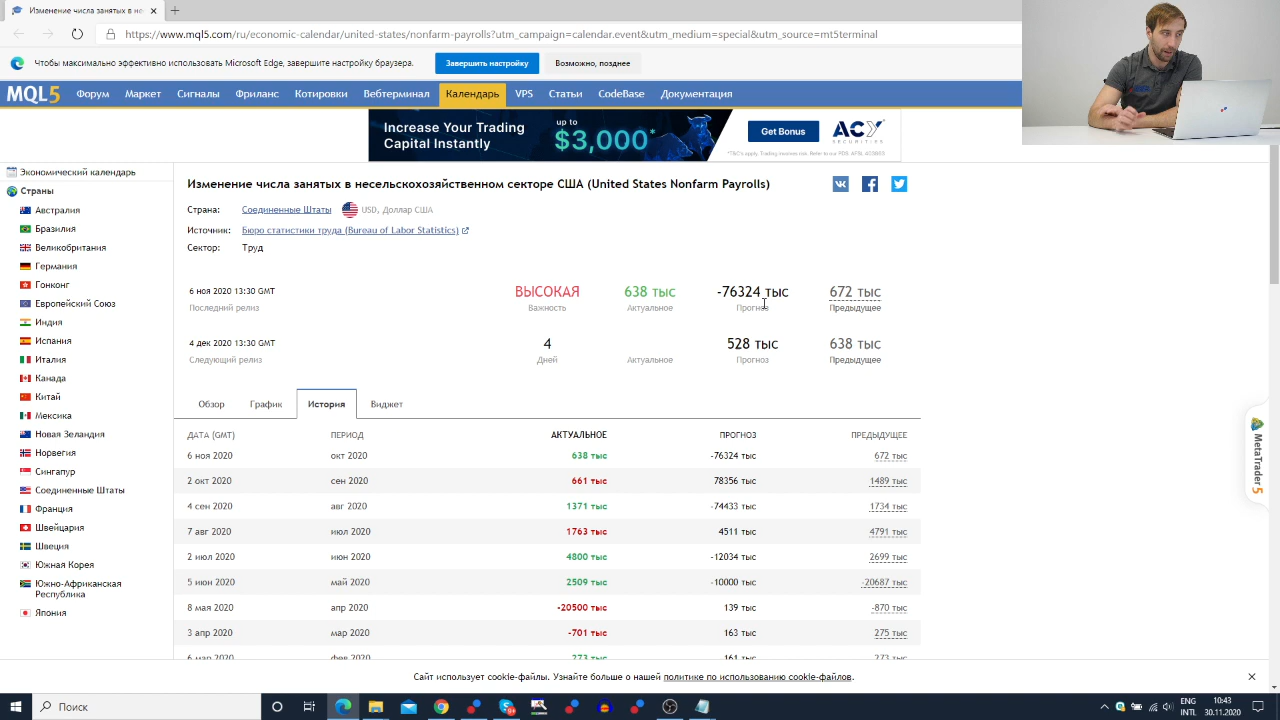 Изменение числа занятых в не
https://www.mql5.com/ru/economic-calendar/united-states/nonfarm-payrolls?utm_campaign=calendar.event&utm_medium=special&utm_source=mt5terminal
Чтобы максимально эффективно использовать Microsoft Edge, завершите настройку браузера. Завершить настройку Возможно, позднее
MQL5 Форум Маркет Сигналы Фриланс Котировки Вебтерминал Календарь VPS Статьи CodeBase Документация
Increase Your Trading Capital Instantly
up to $3,000*
Get Bonus
ACY SECURITIES
Экономический календарь
Страны
Австралия
Бразилия
Великобритания
Германия
Гонконг
Европейский Союз
Индия
Испания
Италия
Канада
Китай
Мексика
Новая Зеландия
Норвегия
Сингапур
Соединенные Штаты
Франция
Швейцария
Швеция
Южная Корея
Южно-Африканская
Республика
Япония
Изменение числа занятых в несельскохозяйственном секторе США (United States Nonfarm Payrolls)
Страна: Соединенные Штаты USD, Доллар США
Источник: Бюро статистики труда (Bureau of Labor Statistics)
Сектор: Труд
6 ноя 2020 13:30 GMT ВЫСОКАЯ 638 тыс -76324 тыс 672 тыс
Последний релиз Важность Актуальное Прогноз Предыдущее
4 дек 2020 13:30 GMT 4 528 тыс 638 тыс
Следующий релиз Дней Актуальное Прогноз Предыдущее
Обзор График История Виджет
ДАТА (GMT) ПЕРИОД АКТУАЛЬНОЕ ПРОГНОЗ ПРЕДЫДУЩЕЕ
6 ноя 2020 окт 2020 638 тыс -76324 тыс 672 тыс
2 окт 2020 сен 2020 661 тыс 78356 тыс 1489 тыс
4 сен 2020 авг 2020 1371 тыс -74433 тыс 1734 тыс
7 авг 2020 июл 2020 1763 тыс 4511 тыс 4791 тыс
2 июл 2020 июн 2020 4800 тыс -12034 тыс 2699 тыс
5 июн 2020 май 2020 2509 тыс -10000 тыс -20687 тыс
8 мая 2020 апр 2020 -20500 тыс 139 тыс -870 тыс
3 апр 2020 мар 2020 -701 тыс 163 тыс 275 тыс
6 мар 2020 фев 2020 273 тыс 161 тыс 273 тыс
MetaTrader 5
Сайт использует cookie-файлы. Узнайте больше о нашей политике по использованию cookie-файлов.
Поиск
ENG
INTL
10:43
30.11.2020